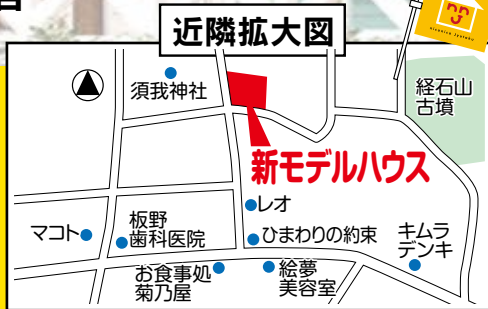 近隣拡大図
須我神社
経石山
古墳
新モデルハウス
レオ
マコト
板野
歯科医院
ひまわりの約束
キムラ
デンキ
お食事処
菊乃屋
絵夢
美容室